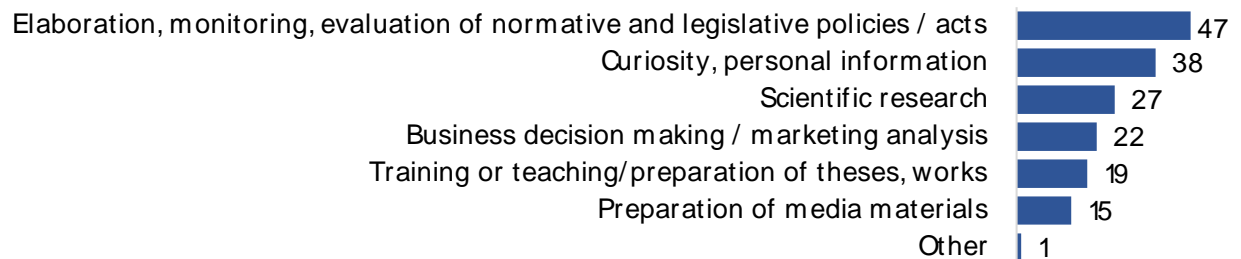 Elaboration, monitoring, evaluation of normative and legislative policies / acts 47
Curiosity, personal information 38
Scientific research 27
Business decision making / marketing analysis 22
Training or teaching/preparation of theses, works 19
Preparation of media materials 15
Other 1